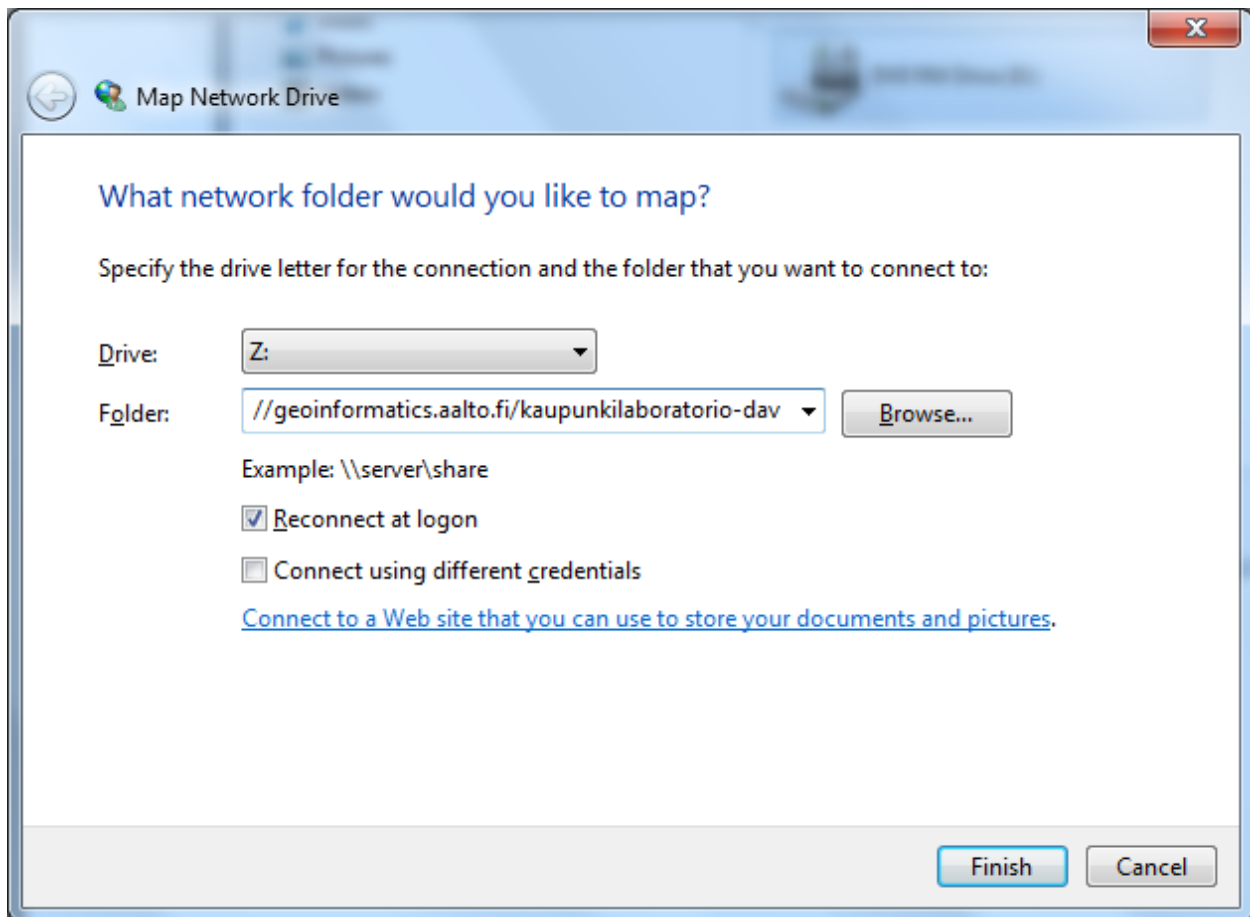 Map Network Drive
What network folder would you like to map?
Specify the drive letter for the connection and the folder that you want to connect to:
Drive: Z:
Folder: //geoinformatics.aalto.fi/kaupunkilaboratorio-dav Browse...
Example: \\server\share
Reconnect at logon
Connect using different credentials
Connect to a Web site that you can use to store your documents and pictures.
Finish Cancel